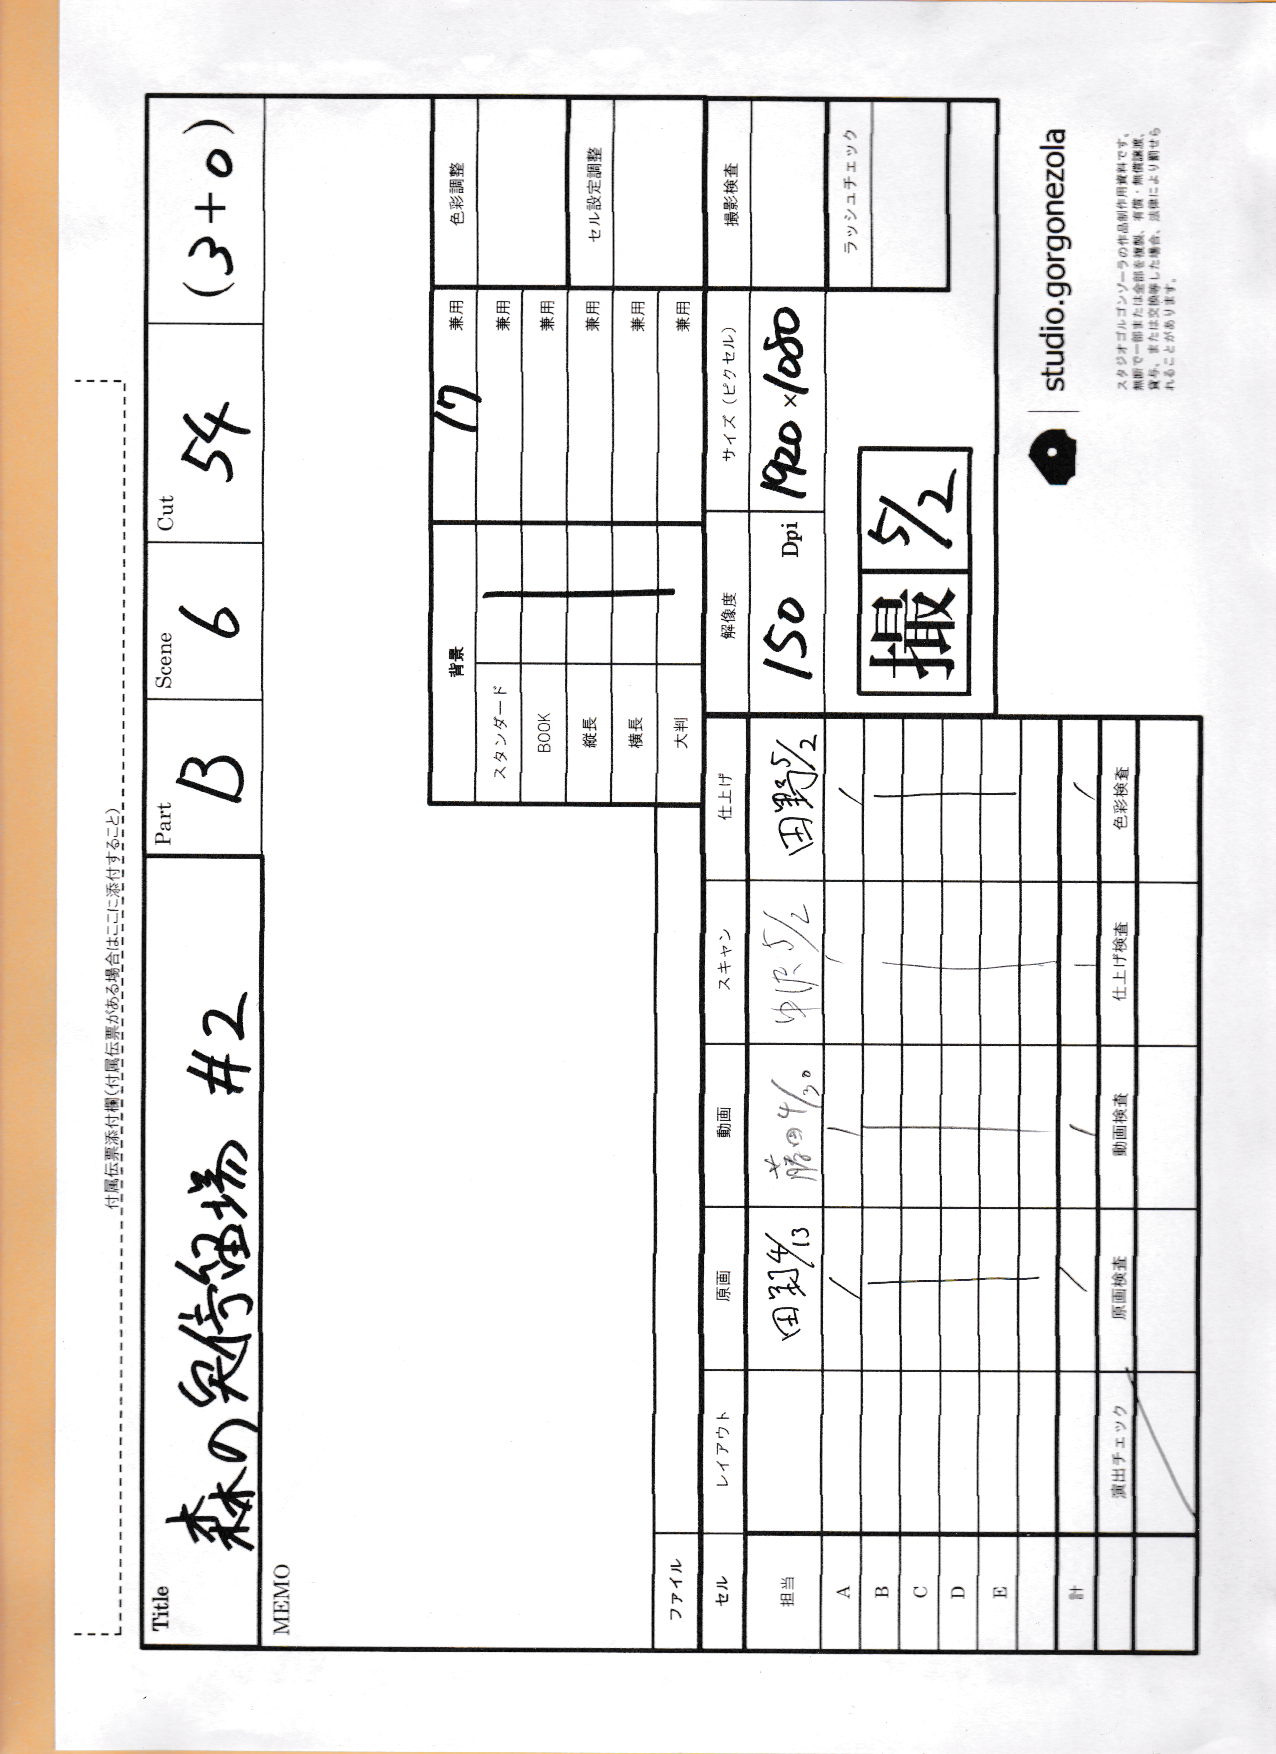 付属伝票添付欄(付属伝票がある場合はここに添付すること)
Title 森の兎停留場 #2 Part B Scene 6 Cut 54 (3+0)
MEMO
背景 17 兼用 色彩調整
スタンダード 兼用
BOOK 兼用
縦長 兼用 セル設定調整
横長 兼用
大判 兼用
ファイル
セル レイアウト 原画 動画 スキャン 仕上げ 解像度 サイズ (ピクセル) 撮影検査
担当 田野 4/13 藤田 4/30 中沢 5/2 田野 5/2 150 Dpi 1920×1080
A / / / / ラッシュチェック
B 撮 5/2
C
D
E
計 / / / /
演出チェック 原画検査 動画検査 仕上げ検査 色彩検査
studio.gorgonezola
スタジオゴルゴンゾーラの作品制作用資料です。
無断で一部または全部を複製、有償・無償譲渡、
貸与、または交換等した場合、法律により罰せら
れることがあります。